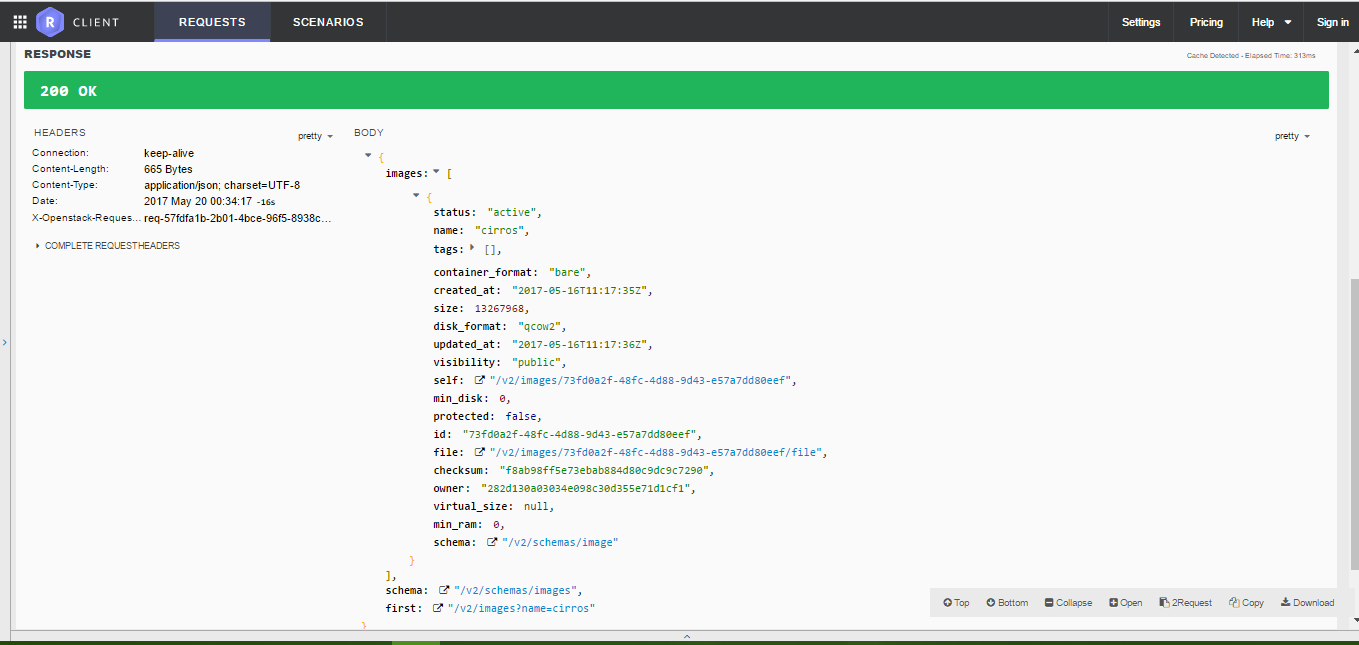 R CLIENT REQUESTS SCENARIOS Settings Pricing Help Sign in
RESPONSE
Cache Detected - Elapsed Time: 313ms
200 OK
HEADERS
pretty
Connection: keep-alive
Content-Length: 665 Bytes
Content-Type: application/json; charset=UTF-8
Date: 2017 May 20 00:34:17 -16s
X-Openstack-Reques... req-57fdfa1b-2b01-4bce-96f5-8938c...
COMPLETE REQUESTHEADERS
BODY
pretty
{
images: [
{
status: "active",
name: "cirros",
tags: [],
container_format: "bare",
created_at: "2017-05-16T11:17:35Z",
size: 13267968,
disk_format: "qcow2",
updated_at: "2017-05-16T11:17:36Z",
visibility: "public",
self: "/v2/images/73fd0a2f-48fc-4d88-9d43-e57a7dd80eef",
min_disk: 0,
protected: false,
id: "73fd0a2f-48fc-4d88-9d43-e57a7dd80eef",
file: "/v2/images/73fd0a2f-48fc-4d88-9d43-e57a7dd80eef/file",
checksum: "f8ab98ff5e73ebab884d80c9dc9c7290",
owner: "282d130a03034e098c30d355e71d1cf1",
virtual_size: null,
min_ram: 0,
schema: "/v2/schemas/image"
}
],
schema: "/v2/schemas/images",
first: "/v2/images?name=cirros"
}
Top Bottom Collapse Open 2Request Copy Download